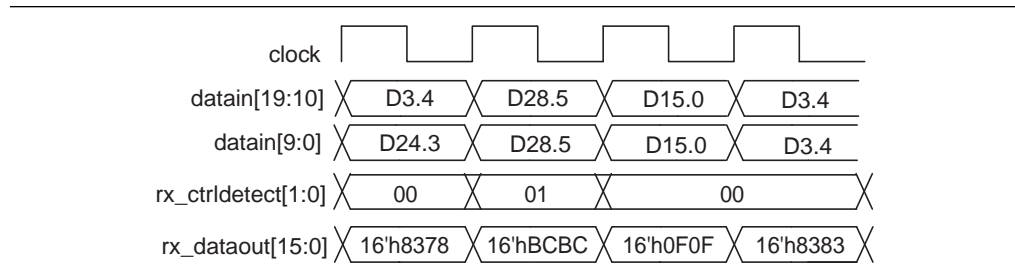 clock
datain[19:10] D3.4 D28.5 D15.0 D3.4
datain[9:0] D24.3 D28.5 D15.0 D3.4
rx_ctrldetect[1:0] 00 01 00
rx_dataout[15:0] 16'h8378 16'hBCBC 16'h0F0F 16'h8383